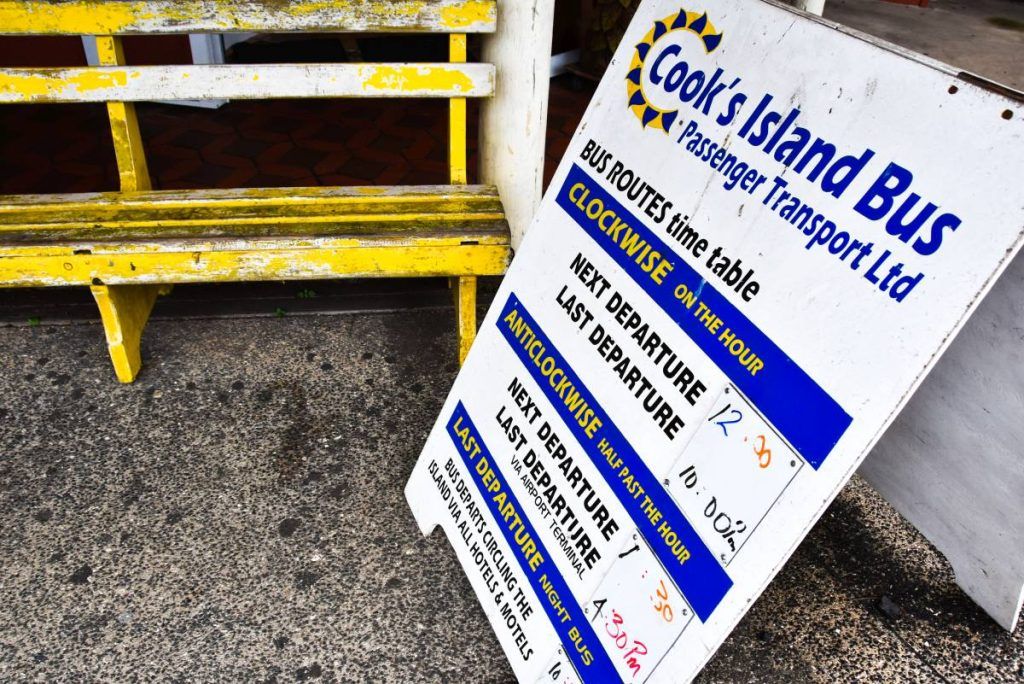 Cook's Island Bus
Passenger Transport Ltd
BUS ROUTES time table
CLOCKWISE ON THE HOUR
NEXT DEPARTURE 12.00
LAST DEPARTURE 10:00Pm
ANTICLOCKWISE HALF PAST THE HOUR
NEXT DEPARTURE 1:30
LAST DEPARTURE 4:30Pm
VIA AIRPORT TERMINAL
LAST DEPARTURE NIGHT BUS
BUS DEPARTS CIRCLING THE
ISLAND VIA ALL HOTELS & MOTELS